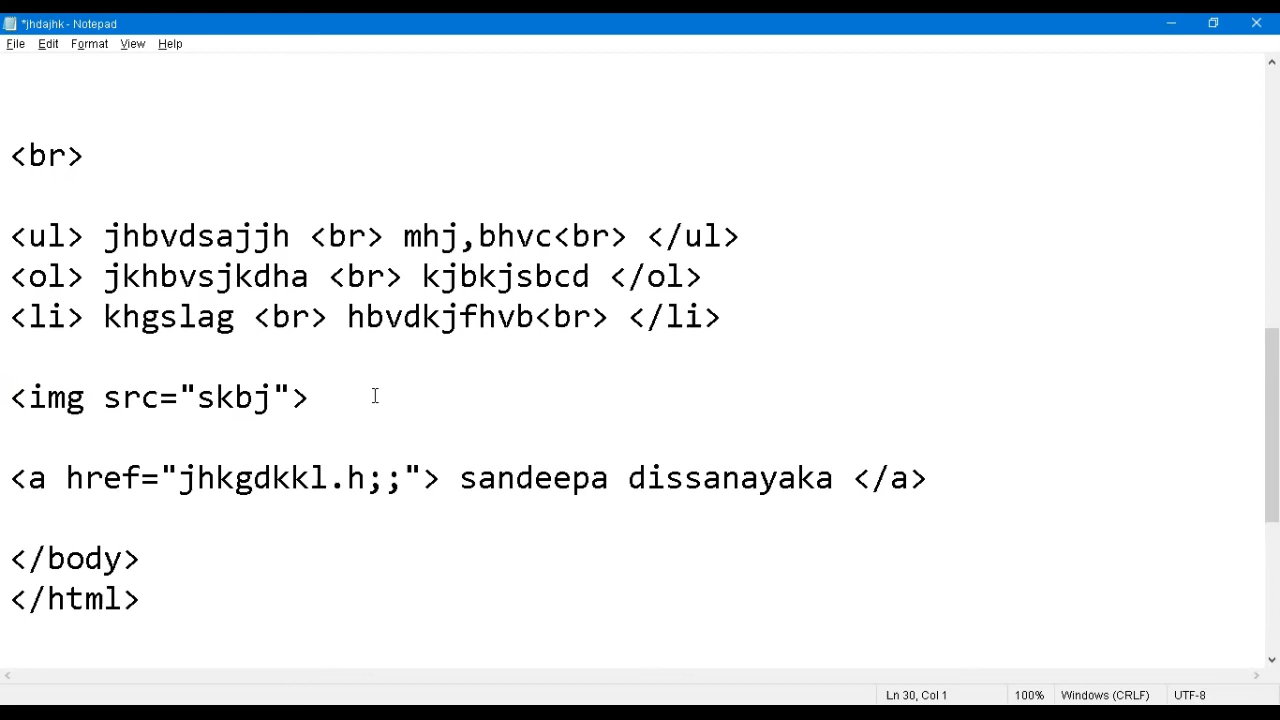 *jhdajhk - Notepad
File Edit Format View Help
<br>
<ul> jhbvdsajjh <br> mhj,bhvc<br> </ul>
<ol> jkhbvsjkdha <br> kjbkjsbcd </ol>
<li> khgslag <br> hbvdkjfhvb<br> </li>
<img src="skbj">
<a href="jhkgdkkl.h;;"> sandeepa dissanayaka </a>
</body>
</html>
Ln 30, Col 1 100% Windows (CRLF) UTF-8